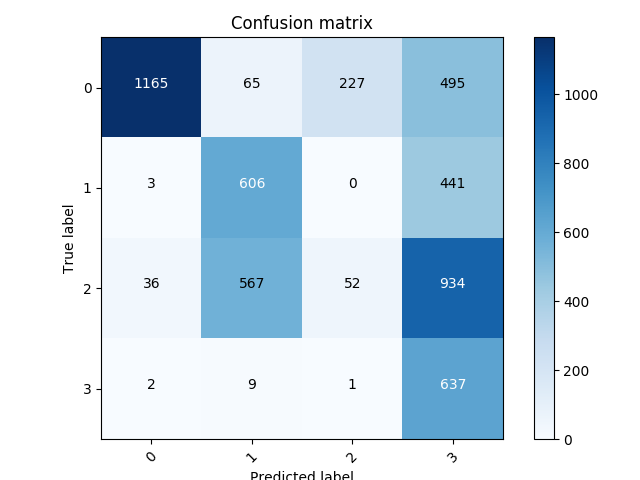 Confusion matrix
0 1165 65 227 495
1 3 606 0 441
2 36 567 52 934
3 2 9 1 637
0 1 2 3
True label
Predicted label
1000
800
600
400
200
0